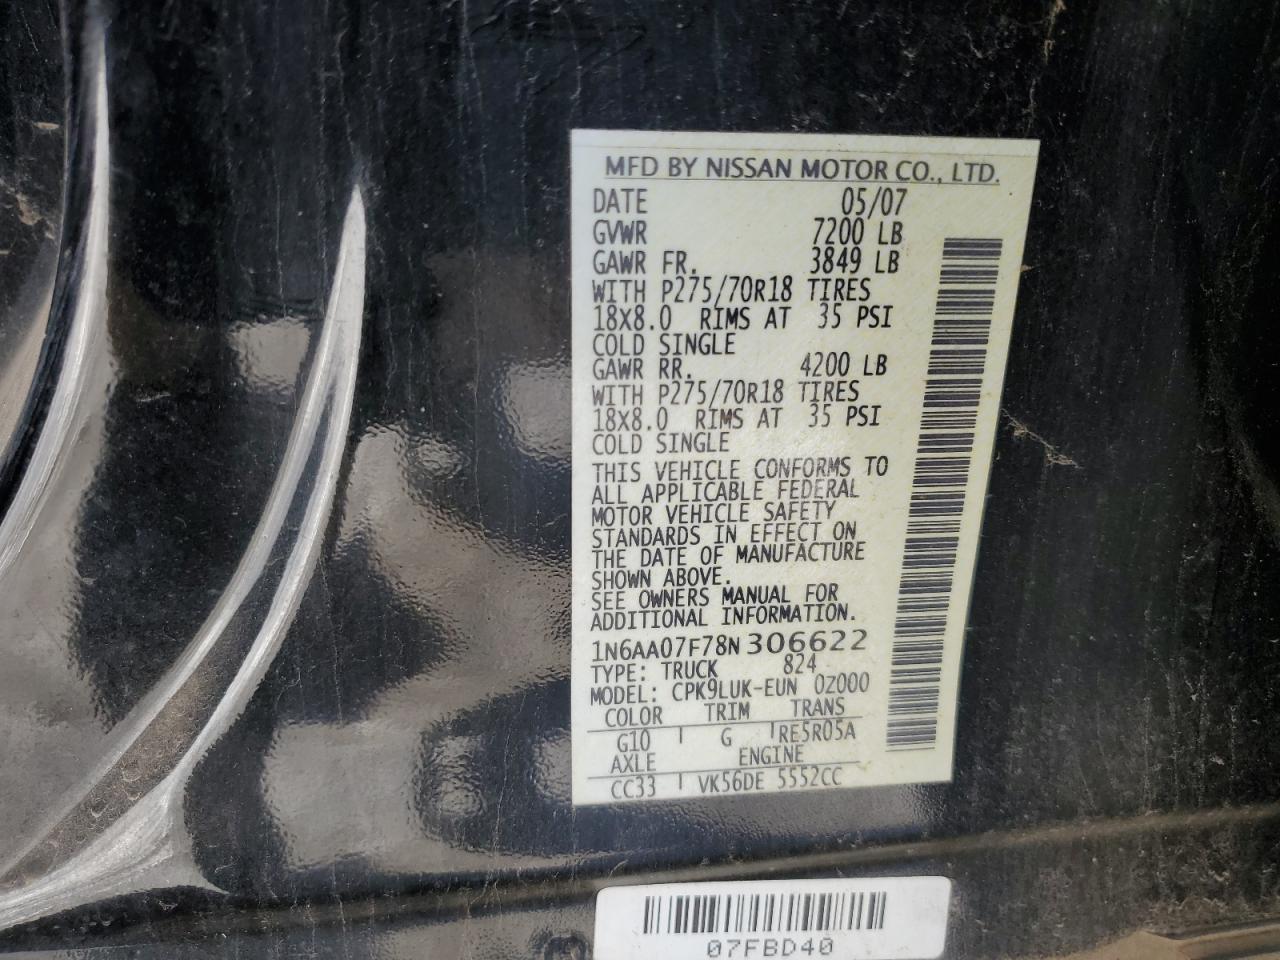 MFD BY NISSAN MOTOR CO., LTD.
DATE 05/07
GVWR 7200 LB
GAWR FR. 3849 LB
WITH P275/70R18 TIRES
18X8.0 RIMS AT 35 PSI
COLD SINGLE
GAWR RR. 4200 LB
WITH P275/70R18 TIRES
18X8.0 RIMS AT 35 PSI
COLD SINGLE
THIS VEHICLE CONFORMS TO
ALL APPLICABLE FEDERAL
MOTOR VEHICLE SAFETY
STANDARDS IN EFFECT ON
THE DATE OF MANUFACTURE
SHOWN ABOVE.
SEE OWNERS MANUAL FOR
ADDITIONAL INFORMATION.
1N6AA07F78N306622
TYPE: TRUCK 824
MODEL: CPK9LUK-EUN 0Z000
COLOR TRIM TRANS
G10 G RE5R05A
AXLE ENGINE
CC33 VK56DE 5552CC
07FBD40